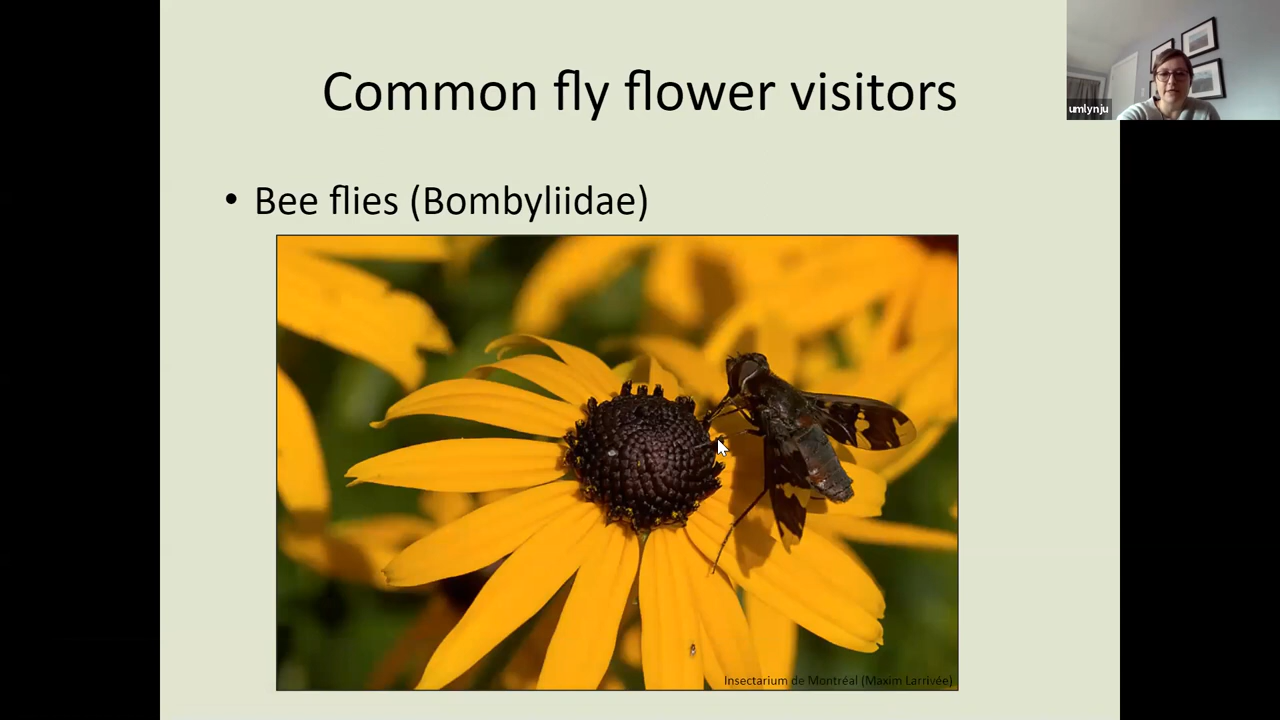 Common fly flower visitors
umlynju
• Bee flies (Bombyliidae)
Insectarium de Montréal (Maxim Larrivée)